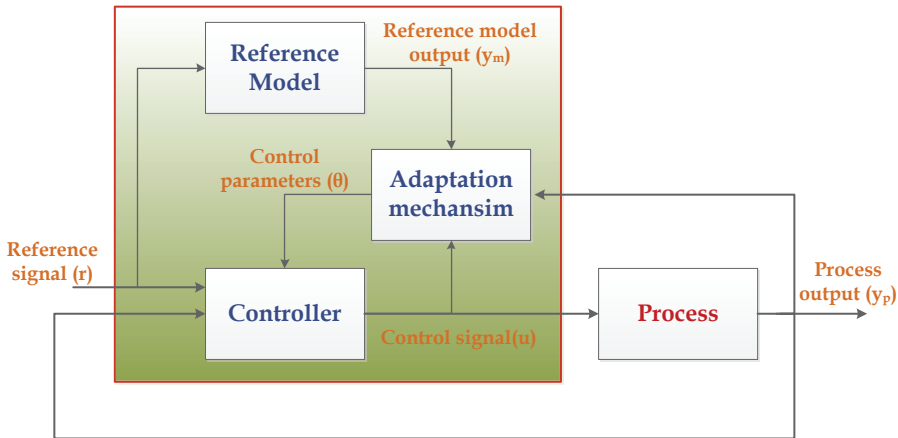 Reference Model
Reference model
output (yₘ)
Control
parameters (θ)
Adaptation
mechansim
Reference
signal (r)
Controller
Control signal(u)
Process
Process
output (yₚ)